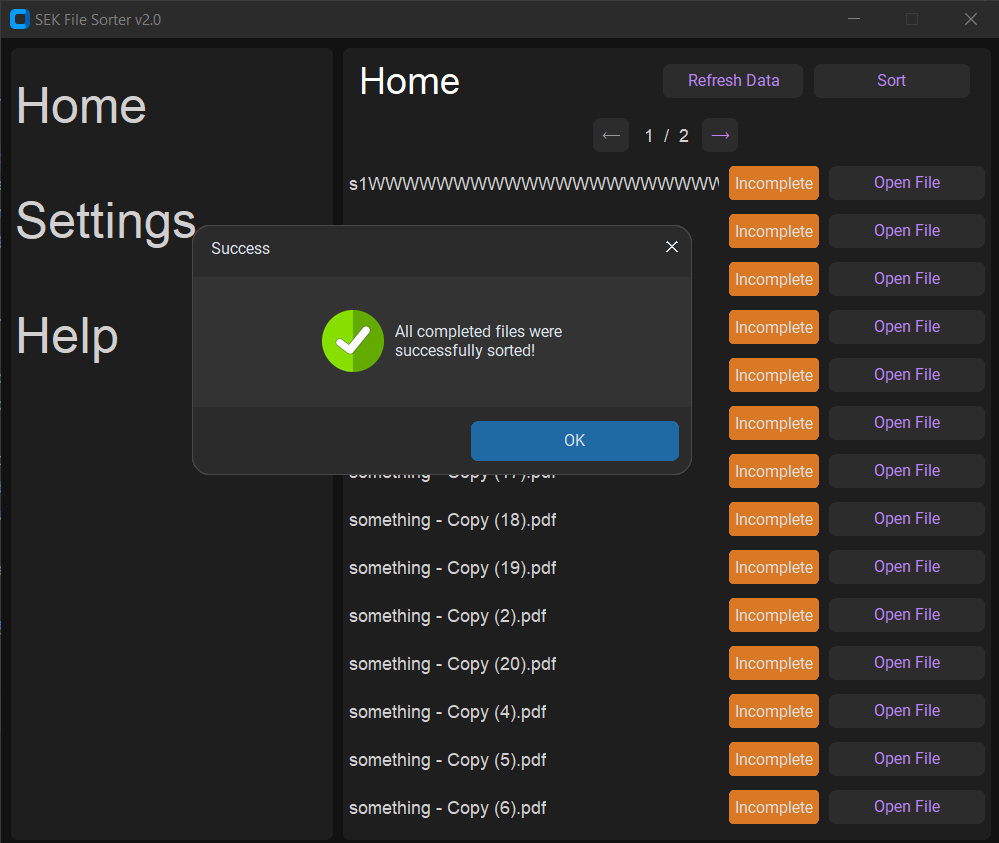 SEK File Sorter v2.0
Home
Settings
Help
Home
Refresh Data
Sort
← 1 / 2 →
s1WWWWWWWWWWWWWWWWWWWWW Incomplete Open File
Incomplete Open File
Incomplete Open File
Incomplete Open File
Incomplete Open File
Incomplete Open File
something - Copy (17).pdf Incomplete Open File
something - Copy (18).pdf Incomplete Open File
something - Copy (19).pdf Incomplete Open File
something - Copy (2).pdf Incomplete Open File
something - Copy (20).pdf Incomplete Open File
something - Copy (4).pdf Incomplete Open File
something - Copy (5).pdf Incomplete Open File
something - Copy (6).pdf Incomplete Open File
Success
All completed files were
successfully sorted!
OK